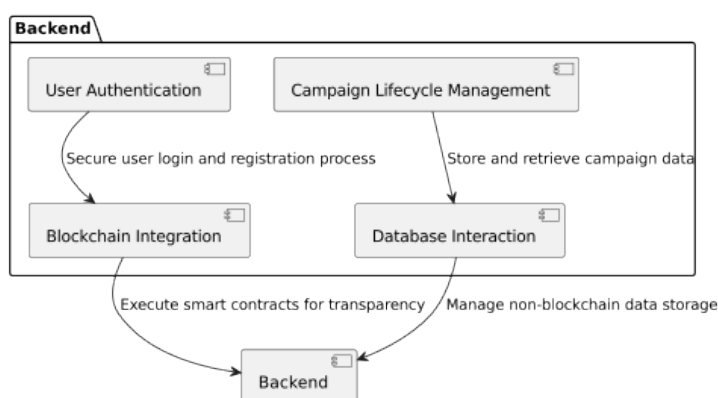 Backend
User Authentication
Campaign Lifecycle Management
Secure user login and registration process
Store and retrieve campaign data
Blockchain Integration
Database Interaction
Execute smart contracts for transparency
Manage non-blockchain data storage
Backend